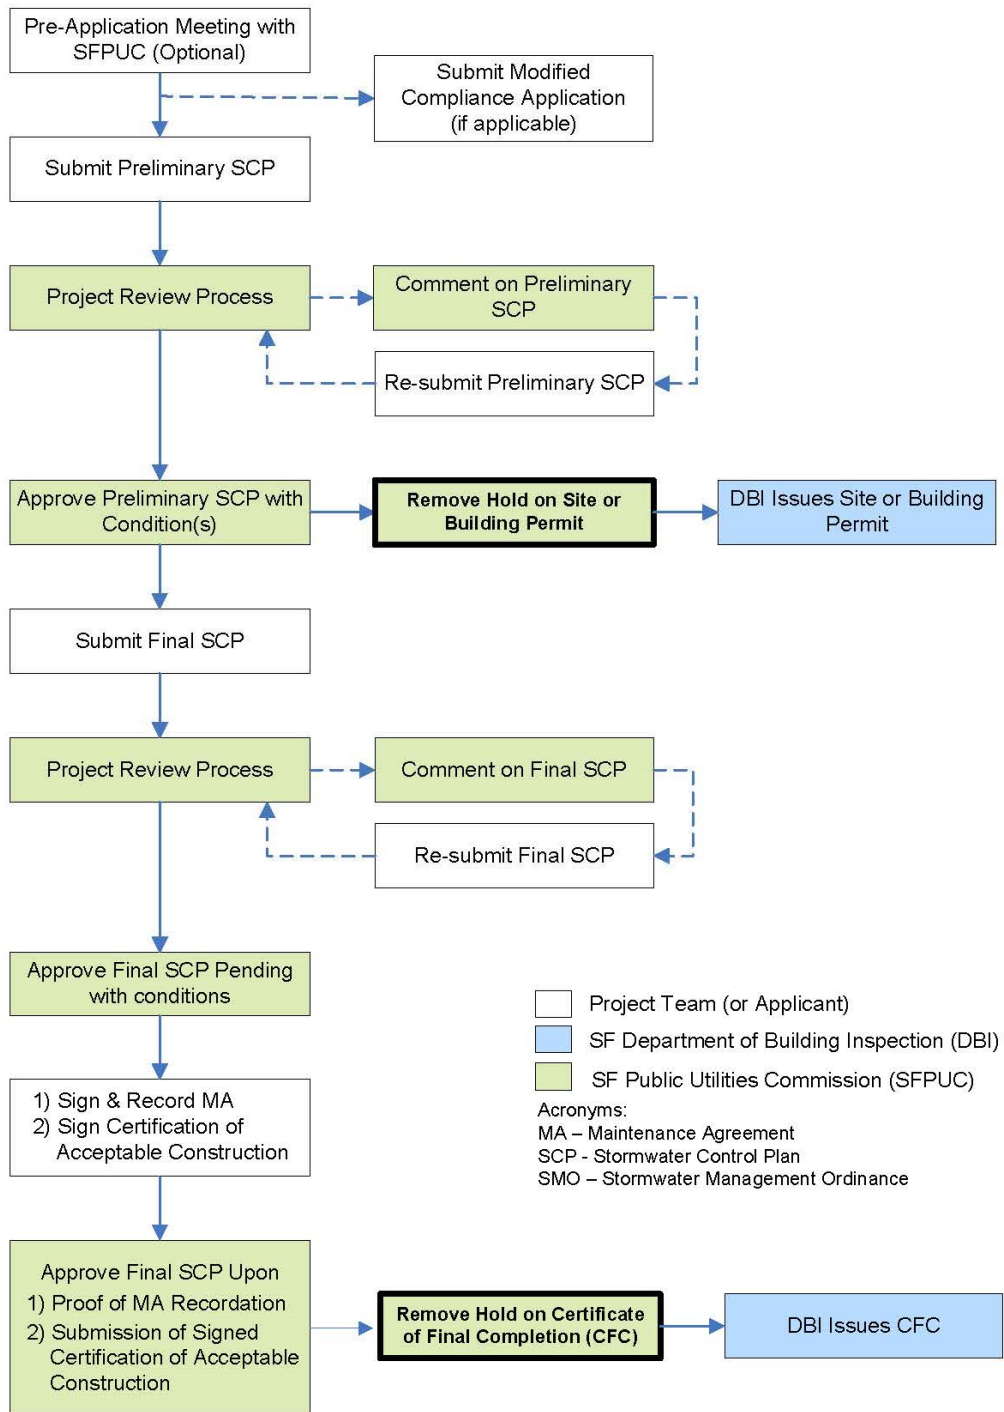 Pre-Application Meeting with
SFPUC (Optional)
Submit Modified
Compliance Application
(if applicable)
Submit Preliminary SCP
Project Review Process
Comment on Preliminary
SCP
Re-submit Preliminary SCP
Approve Preliminary SCP with
Condition(s)
Remove Hold on Site or
Building Permit
DBI Issues Site or Building
Permit
Submit Final SCP
Project Review Process
Comment on Final SCP
Re-submit Final SCP
Approve Final SCP Pending
with conditions
Project Team (or Applicant)
SF Department of Building Inspection (DBI)
SF Public Utilities Commission (SFPUC)
Acronyms:
MA – Maintenance Agreement
SCP - Stormwater Control Plan
SMO – Stormwater Management Ordinance
1) Sign & Record MA
2) Sign Certification of
Acceptable Construction
Approve Final SCP Upon
1) Proof of MA Recordation
2) Submission of Signed
Certification of Acceptable
Construction
Remove Hold on Certificate
of Final Completion (CFC)
DBI Issues CFC